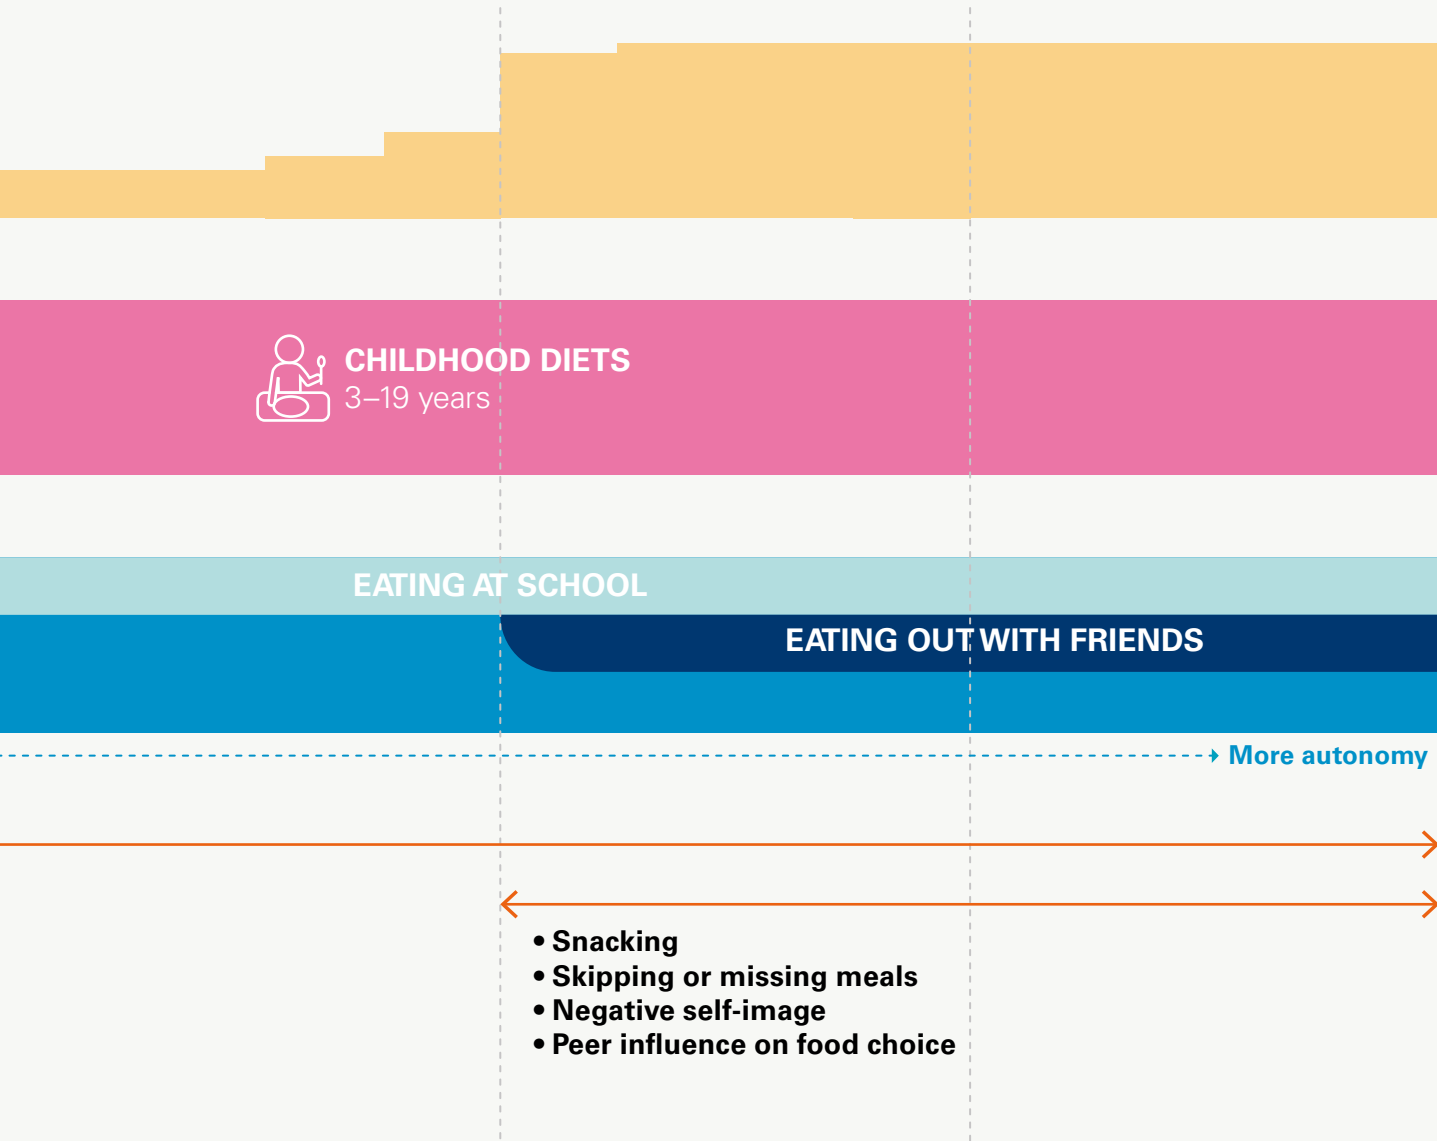 CHILDHOOD DIETS
3–19 years
EATING AT SCHOOL
EATING OUT WITH FRIENDS
More autonomy
• Snacking
• Skipping or missing meals
• Negative self-image
• Peer influence on food choice